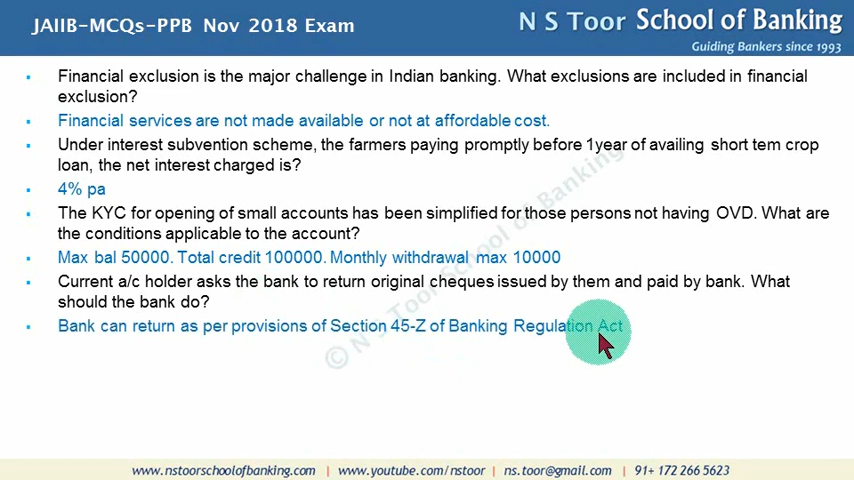 JAIIB-MCQs-PPB Nov 2018 Exam
N S Toor School of Banking
Guiding Bankers since 1993
Financial exclusion is the major challenge in Indian banking. What exclusions are included in financial
exclusion?
Financial services are not made available or not at affordable cost.
Under interest subvention scheme, the farmers paying promptly before 1year of availing short tem crop
loan, the net interest charged is?
4% pa
The KYC for opening of small accounts has been simplified for those persons not having OVD. What are
the conditions applicable to the account?
Max bal 50000. Total credit 100000. Monthly withdrawal max 10000
Current a/c holder asks the bank to return original cheques issued by them and paid by bank. What
should the bank do?
Bank can return as per provisions of Section 45-Z of Banking Regulation Act
© N S Toor School of Banking
www.nstoorschoolofbanking.com | www.youtube.com/nstoor | ns.toor@gmail.com | 91+ 172 266 5623